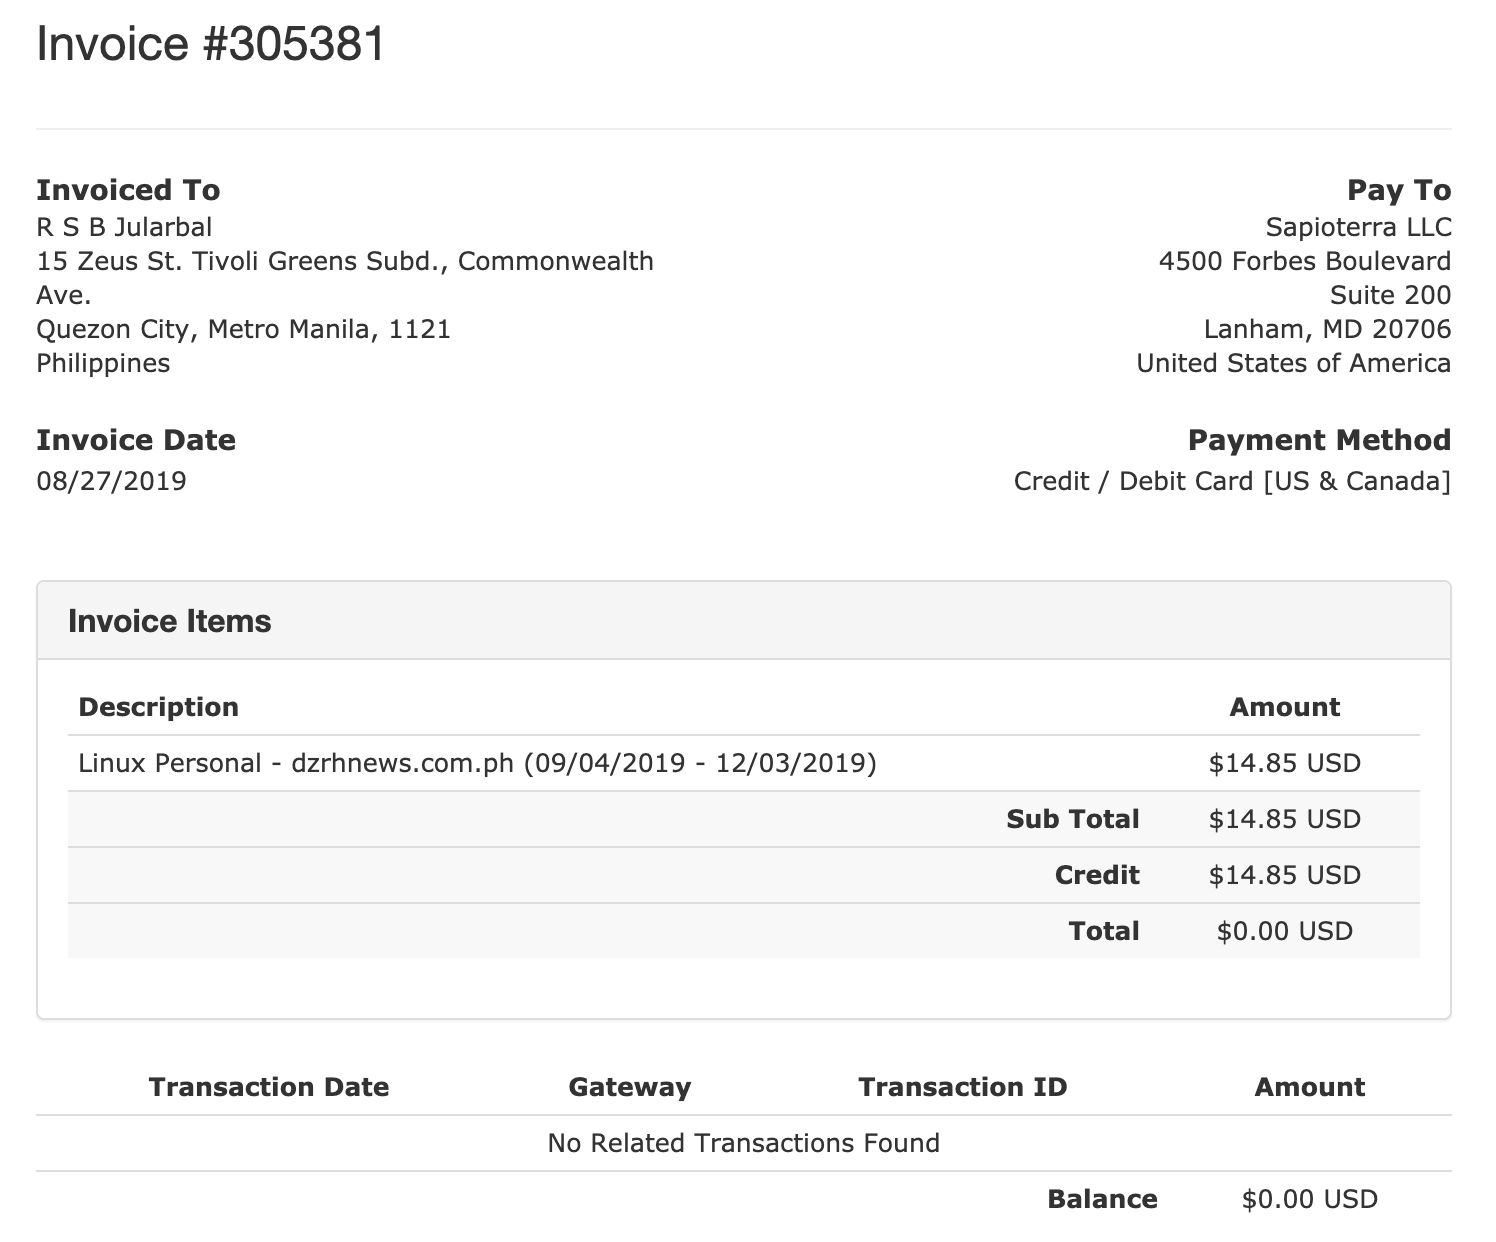 Invoice #305381
Invoiced To
R S B Jularbal
15 Zeus St. Tivoli Greens Subd., Commonwealth
Ave.
Quezon City, Metro Manila, 1121
Philippines
Pay To
Sapioterra LLC
4500 Forbes Boulevard
Suite 200
Lanham, MD 20706
United States of America
Invoice Date
08/27/2019
Payment Method
Credit / Debit Card [US & Canada]
Invoice Items
Description Amount
Linux Personal - dzrhnews.com.ph (09/04/2019 - 12/03/2019) $14.85 USD
Sub Total $14.85 USD
Credit $14.85 USD
Total $0.00 USD
Transaction Date Gateway Transaction ID Amount
No Related Transactions Found
Balance $0.00 USD